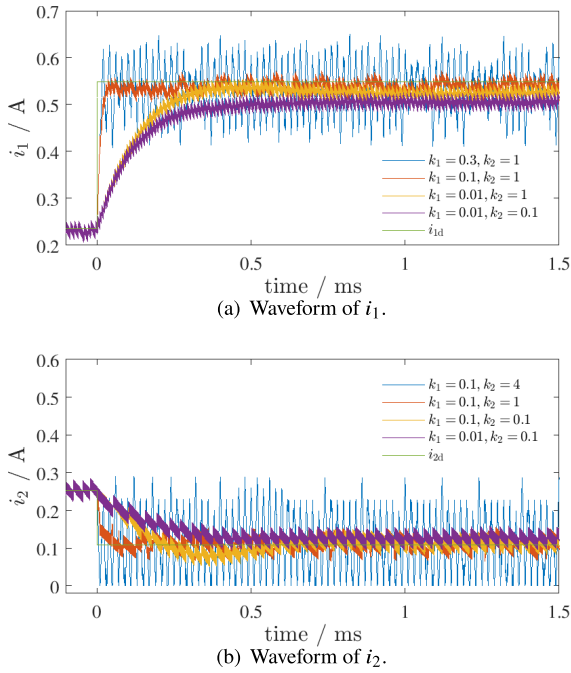 0.7
0.6
0.5
0.4
0.3
0.2
i₁ / A
k₁ = 0.3, k₂ = 1
k₁ = 0.1, k₂ = 1
k₁ = 0.01, k₂ = 1
k₁ = 0.01, k₂ = 0.1
i₁d
0 0.5 1 1.5
time / ms
(a) Waveform of i₁.
0.6
0.5
0.4
0.3
0.2
0.1
0
i₂ / A
k₁ = 0.1, k₂ = 4
k₁ = 0.1, k₂ = 1
k₁ = 0.1, k₂ = 0.1
k₁ = 0.01, k₂ = 0.1
i₂d
0 0.5 1 1.5
time / ms
(b) Waveform of i₂.